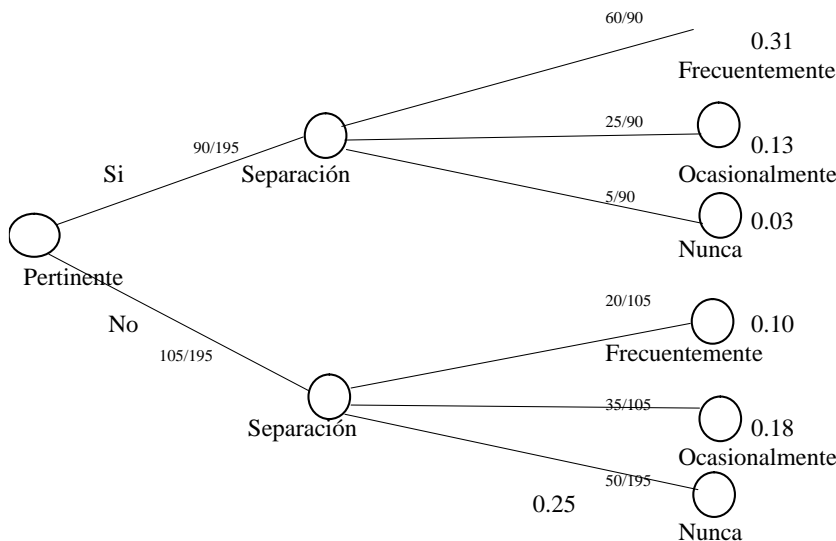 60/90
0.31
Frecuentemente
25/90
0.13
90/195
Si
Separación
Ocasionalmente
5/90
0.03
Nunca
Pertinente
20/105
0.10
No
Frecuentemente
105/195
35/105
0.18
Separación
Ocasionalmente
50/195
0.25
Nunca